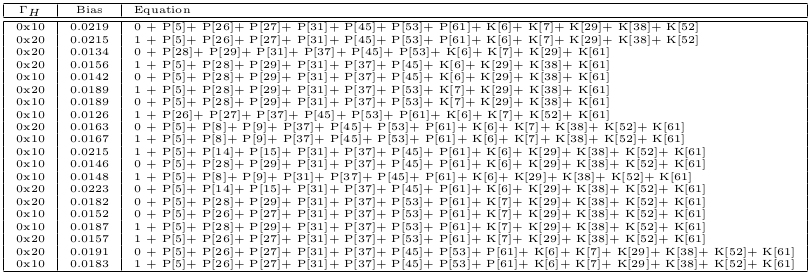 Γ_H Bias Equation
0x10 0.0219 0 + P[5]+ P[26]+ P[27]+ P[31]+ P[45]+ P[53]+ P[61]+ K[6]+ K[7]+ K[29]+ K[38]+ K[52]
0x20 0.0215 1 + P[5]+ P[26]+ P[27]+ P[31]+ P[45]+ P[53]+ P[61]+ K[6]+ K[7]+ K[29]+ K[38]+ K[52]
0x20 0.0134 0 + P[28]+ P[29]+ P[31]+ P[37]+ P[45]+ P[53]+ K[6]+ K[7]+ K[29]+ K[61]
0x20 0.0156 1 + P[5]+ P[28]+ P[29]+ P[31]+ P[37]+ P[45]+ K[6]+ K[29]+ K[38]+ K[61]
0x10 0.0142 0 + P[5]+ P[28]+ P[29]+ P[31]+ P[37]+ P[45]+ K[6]+ K[29]+ K[38]+ K[61]
0x20 0.0189 1 + P[5]+ P[28]+ P[29]+ P[31]+ P[37]+ P[53]+ K[7]+ K[29]+ K[38]+ K[61]
0x10 0.0189 0 + P[5]+ P[28]+ P[29]+ P[31]+ P[37]+ P[53]+ K[7]+ K[29]+ K[38]+ K[61]
0x10 0.0126 1 + P[26]+ P[27]+ P[37]+ P[45]+ P[53]+ P[61]+ K[6]+ K[7]+ K[52]+ K[61]
0x20 0.0163 0 + P[5]+ P[8]+ P[9]+ P[37]+ P[45]+ P[53]+ P[61]+ K[6]+ K[7]+ K[38]+ K[52]+ K[61]
0x10 0.0167 1 + P[5]+ P[8]+ P[9]+ P[37]+ P[45]+ P[53]+ P[61]+ K[6]+ K[7]+ K[38]+ K[52]+ K[61]
0x10 0.0215 1 + P[5]+ P[14]+ P[15]+ P[31]+ P[37]+ P[45]+ P[61]+ K[6]+ K[29]+ K[38]+ K[52]+ K[61]
0x10 0.0146 0 + P[5]+ P[28]+ P[29]+ P[31]+ P[37]+ P[45]+ P[61]+ K[6]+ K[29]+ K[38]+ K[52]+ K[61]
0x10 0.0148 1 + P[5]+ P[8]+ P[9]+ P[31]+ P[37]+ P[45]+ P[61]+ K[6]+ K[29]+ K[38]+ K[52]+ K[61]
0x20 0.0223 0 + P[5]+ P[14]+ P[15]+ P[31]+ P[37]+ P[45]+ P[61]+ K[6]+ K[29]+ K[38]+ K[52]+ K[61]
0x20 0.0182 0 + P[5]+ P[28]+ P[29]+ P[31]+ P[37]+ P[53]+ P[61]+ K[7]+ K[29]+ K[38]+ K[52]+ K[61]
0x10 0.0152 0 + P[5]+ P[26]+ P[27]+ P[31]+ P[37]+ P[53]+ P[61]+ K[7]+ K[29]+ K[38]+ K[52]+ K[61]
0x10 0.0187 1 + P[5]+ P[28]+ P[29]+ P[31]+ P[37]+ P[53]+ P[61]+ K[7]+ K[29]+ K[38]+ K[52]+ K[61]
0x20 0.0157 1 + P[5]+ P[26]+ P[27]+ P[31]+ P[37]+ P[53]+ P[61]+ K[7]+ K[29]+ K[38]+ K[52]+ K[61]
0x20 0.0191 0 + P[5]+ P[26]+ P[27]+ P[31]+ P[37]+ P[45]+ P[53]+ P[61]+ K[6]+ K[7]+ K[29]+ K[38]+ K[52]+ K[61]
0x10 0.0183 1 + P[5]+ P[26]+ P[27]+ P[31]+ P[37]+ P[45]+ P[53]+ P[61]+ K[6]+ K[7]+ K[29]+ K[38]+ K[52]+ K[61]